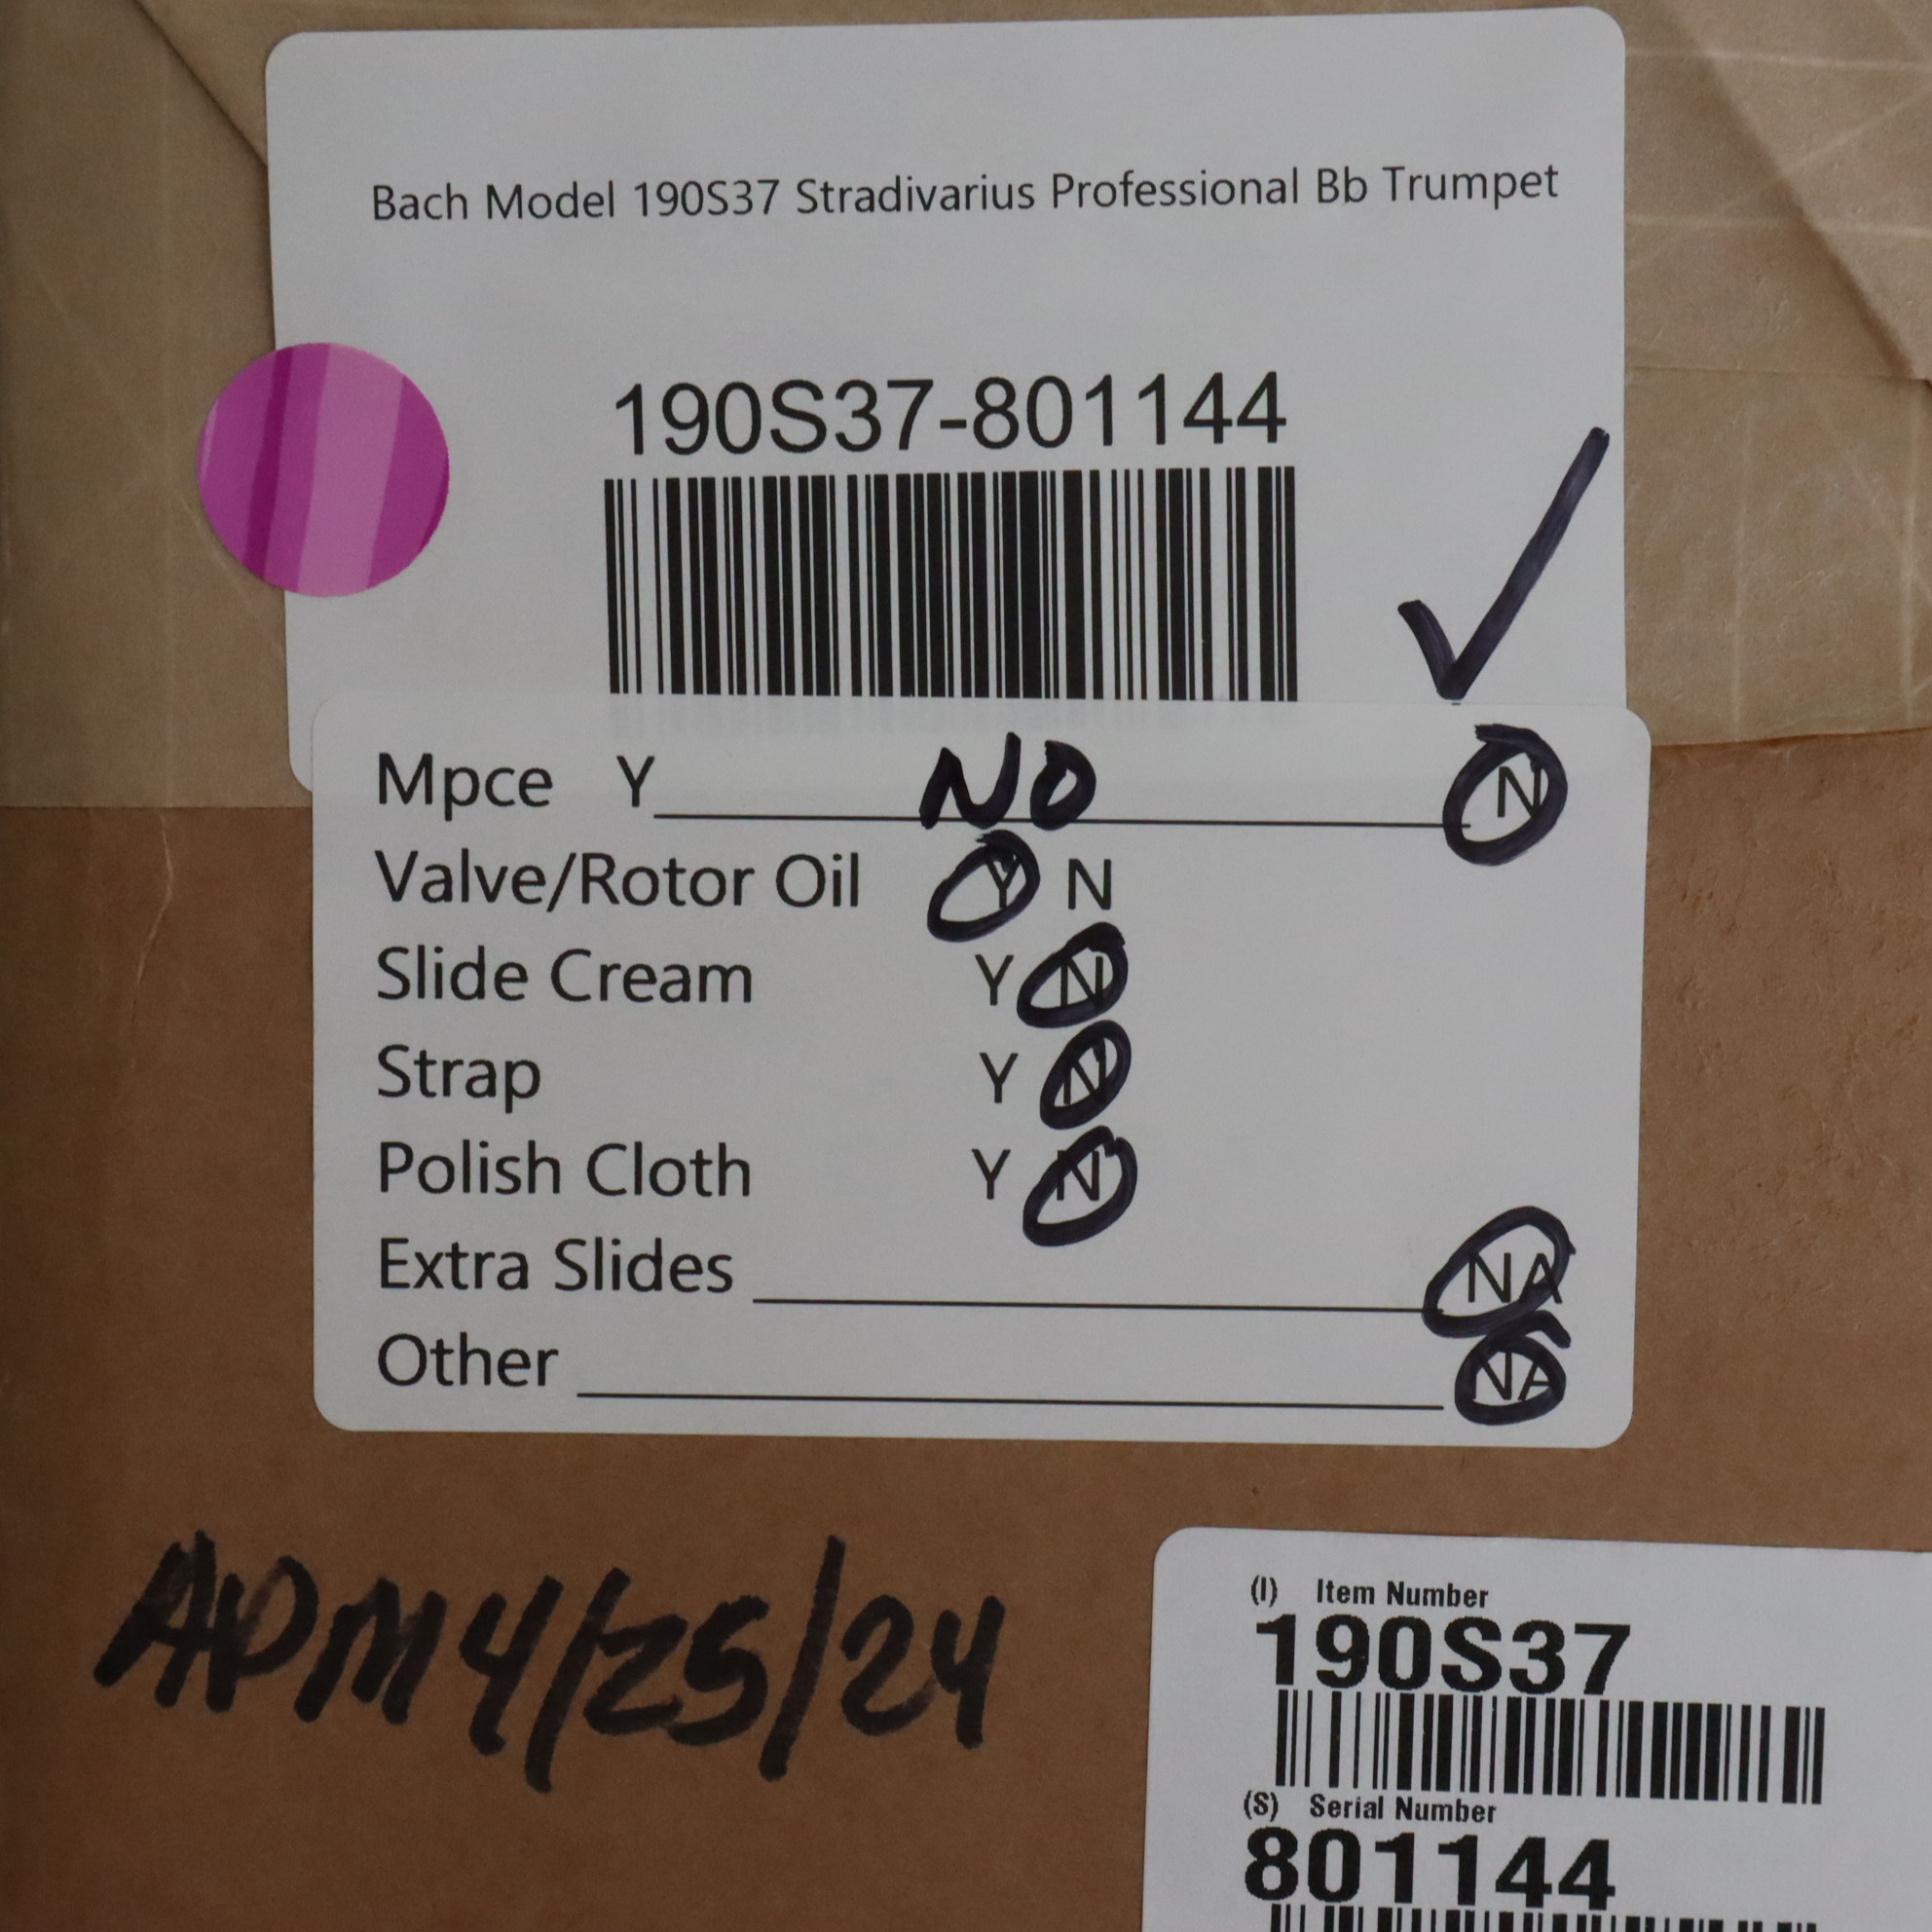 Bach Model 190S37 Stradivarius Professional Bb Trumpet
190S37-801144
Mpce Y NO N
Valve/Rotor Oil Y N
Slide Cream Y N
Strap Y N
Polish Cloth Y N
Extra Slides NA
Other NA
APM 4/25/24
(I) Item Number
190S37
(S) Serial Number
801144